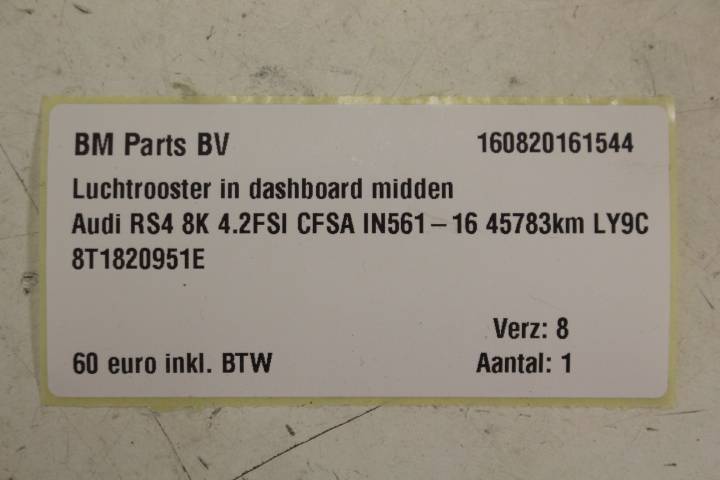 BM Parts BV 160820161544
Luchtrooster in dashboard midden
Audi RS4 8K 4.2FSI CFSA IN561-16 45783km LY9C
8T1820951E
Verz: 8
60 euro inkl. BTW Aantal: 1